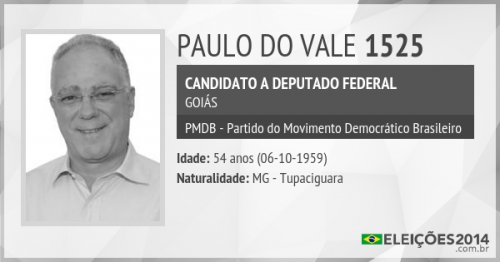 PAULO DO VALE 1525
CANDIDATO A DEPUTADO FEDERAL
GOIÁS
PMDB - Partido do Movimento Democrático Brasileiro
Idade: 54 anos (06-10-1959)
Naturalidade: MG - Tupaciguara
ELEIÇÕES2014
.com.br